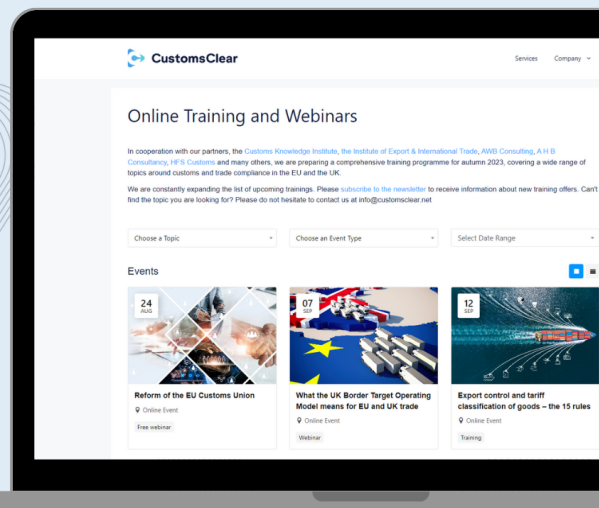 CustomsClear
Services Company
Online Training and Webinars
In cooperation with our partners, the Customs Knowledge Institute, the Institute of Export & International Trade, AWB Consulting, A H B
Consultancy, HFS Customs and many others, we are preparing a comprehensive training programme for autumn 2023, covering a wide range of
topics around customs and trade compliance in the EU and the UK.
We are constantly expanding the list of upcoming trainings. Please subscribe to the newsletter to receive information about new training offers. Can't
find the topic you are looking for? Please do not hesitate to contact us at info@customsclear.net
Choose a Topic Choose an Event Type Select Date Range
Events
24
AUG
07
SEP
12
SEP
Reform of the EU Customs Union
Online Event
Free webinar
What the UK Border Target Operating
Model means for EU and UK trade
Online Event
Webinar
Export control and tariff
classification of goods – the 15 rules
Online Event
Training